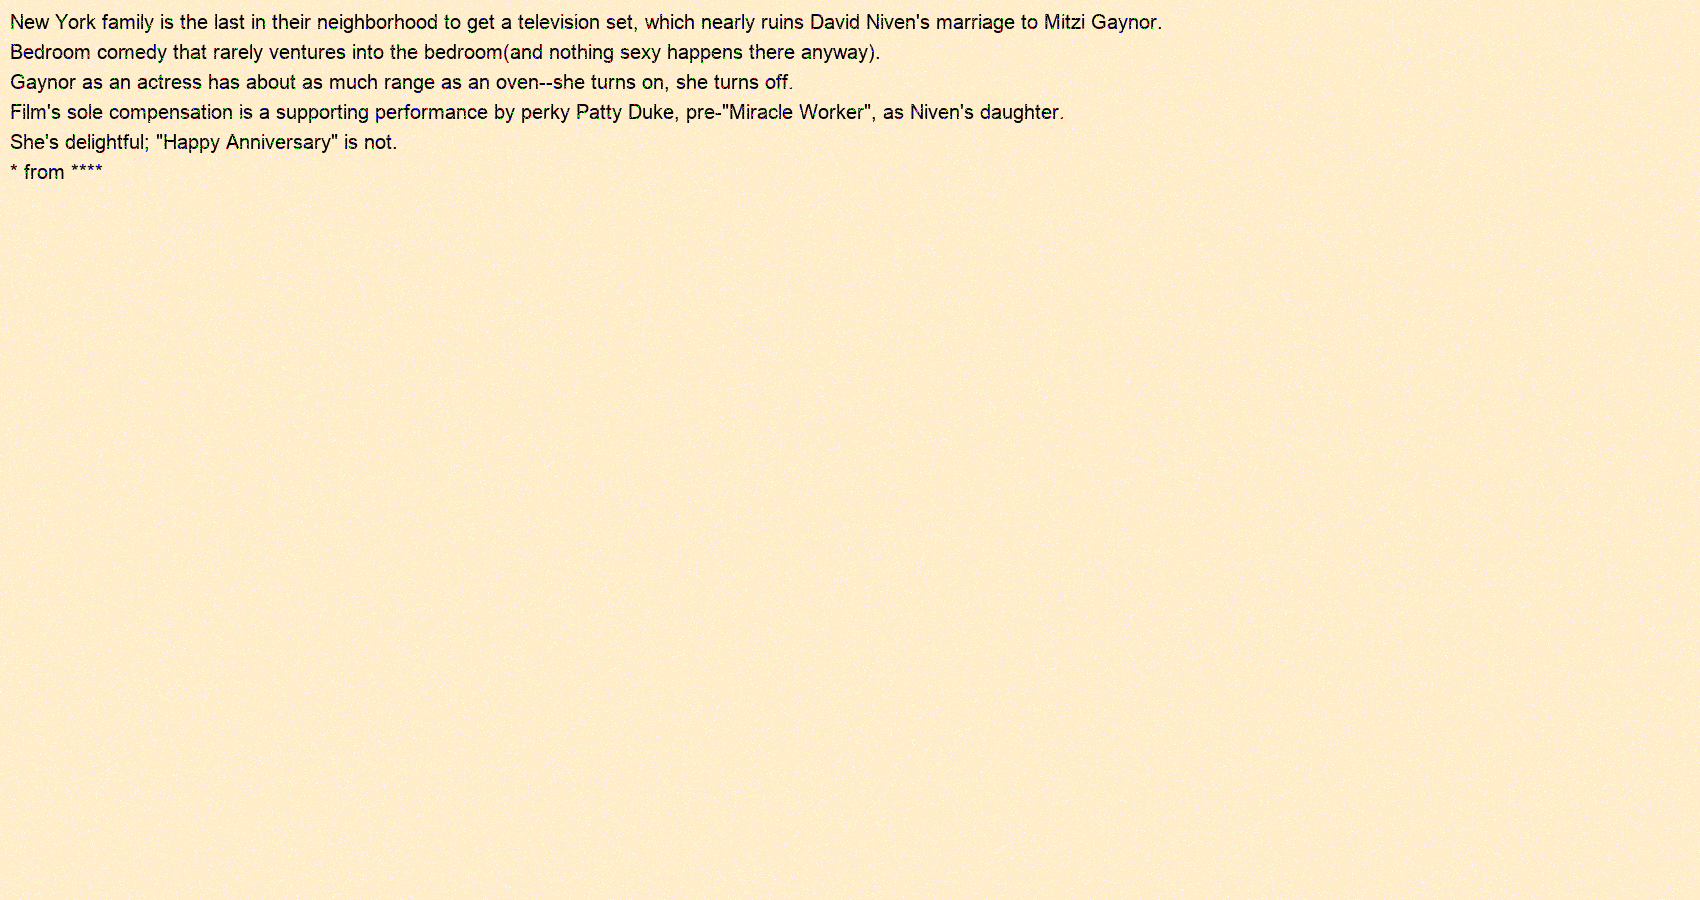 New York family is the last in their neighborhood to get a television set, which nearly ruins David Niven's marriage to Mitzi Gaynor.
Bedroom comedy that rarely ventures into the bedroom(and nothing sexy happens there anyway).
Gaynor as an actress has about as much range as an oven--she turns on, she turns off.
Film's sole compensation is a supporting performance by perky Patty Duke, pre-"Miracle Worker", as Niven's daughter.
She's delightful; "Happy Anniversary" is not.
* from ****